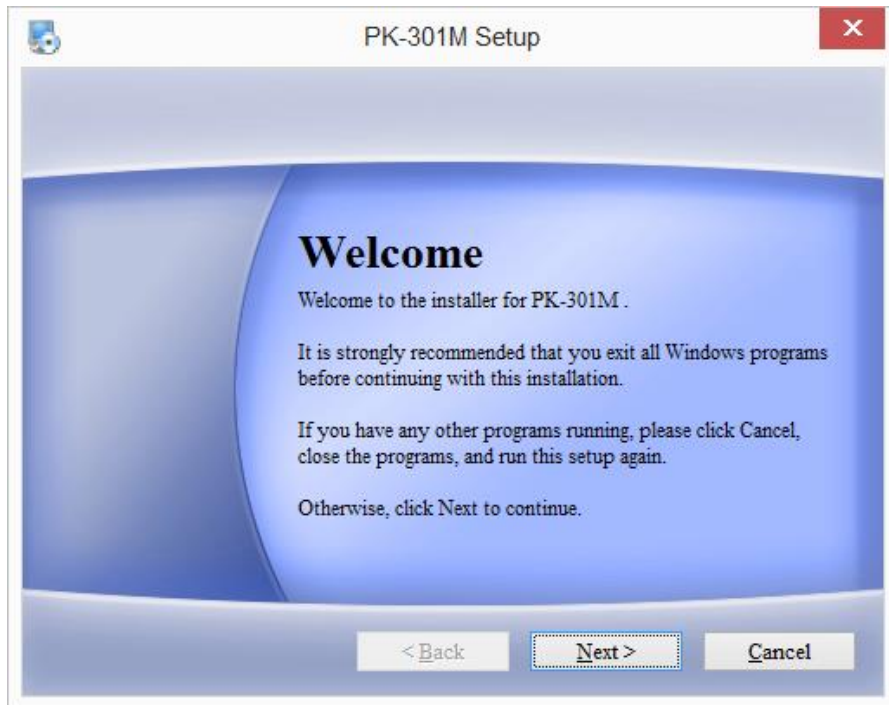 PK-301M Setup
Welcome
Welcome to the installer for PK-301M .
It is strongly recommended that you exit all Windows programs
before continuing with this installation.
If you have any other programs running, please click Cancel,
close the programs, and run this setup again.
Otherwise, click Next to continue.
< Back Next > Cancel